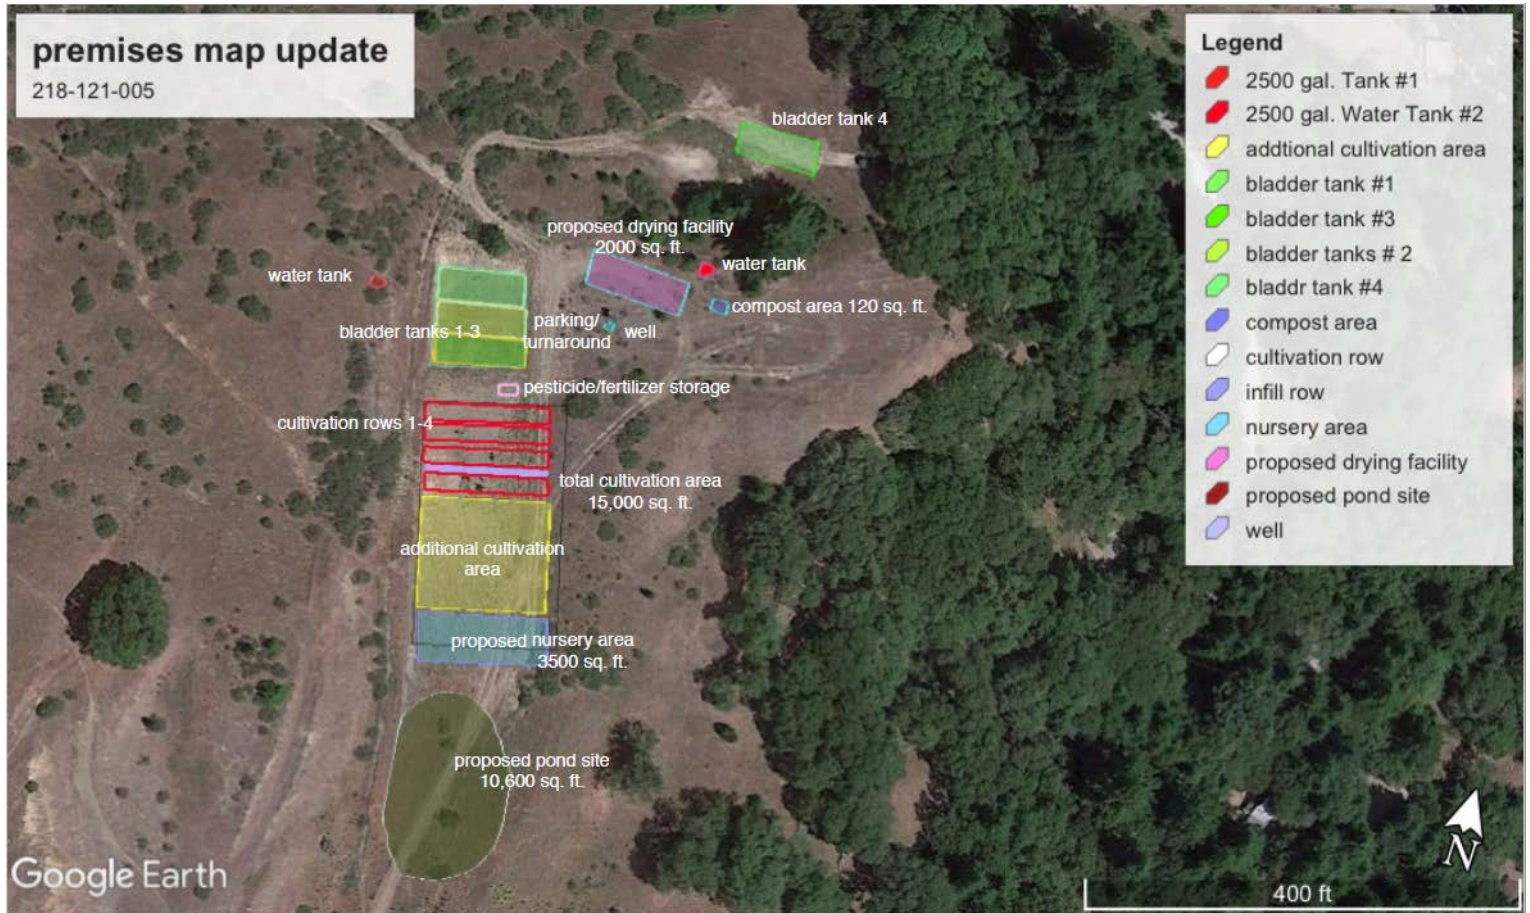 premises map update
218-121-005
Legend
2500 gal. Tank #1
2500 gal. Water Tank #2
addtional cultivation area
bladder tank #1
bladder tank #3
bladder tanks # 2
bladdr tank #4
compost area
cultivation row
infill row
nursery area
proposed drying facility
proposed pond site
well
bladder tank 4
proposed drying facility
2000 sq. ft.
water tank
water tank
compost area 120 sq. ft.
bladder tanks 1-3
parking/
turnaround
well
pesticide/fertilizer storage
cultivation rows 1-4
total cultivation area
15,000 sq. ft.
additional cultivation
area
proposed nursery area
3500 sq. ft.
proposed pond site
10,600 sq. ft.
Google Earth
N
400 ft